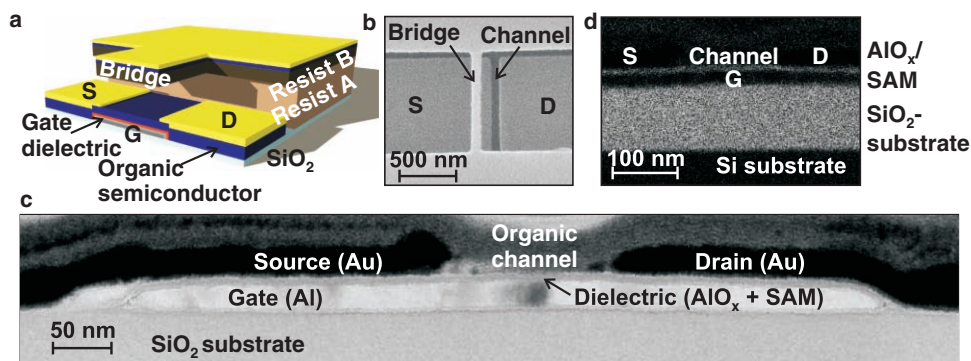 a
Bridge
Resist B
Resist A
S
D
Gate
dielectric
G
Organic
semiconductor
SiO2
b
Bridge
Channel
S
D
500 nm
d
S
Channel
D
G
AlOx/
SAM
SiO2-
substrate
100 nm
Si substrate
c
Organic
channel
Source (Au)
Drain (Au)
Gate (Al)
Dielectric (AlOx + SAM)
50 nm
SiO2 substrate